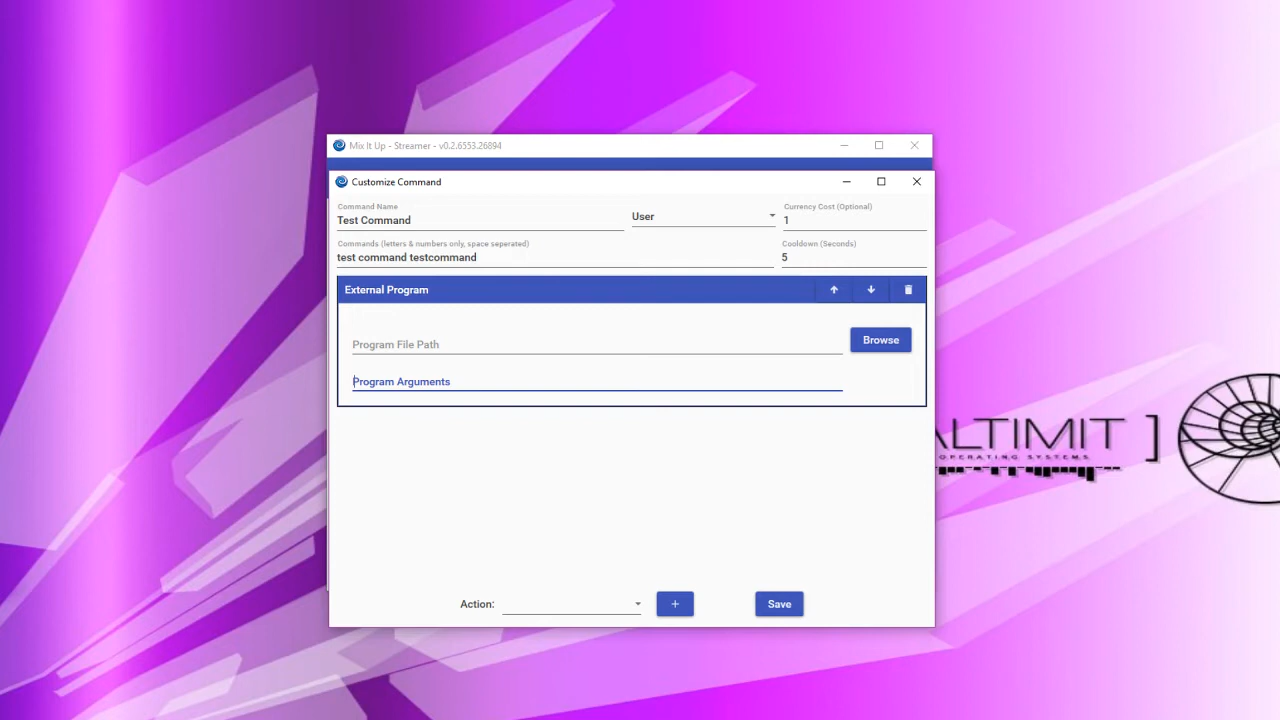 Mix It Up - Streamer - v0.2.6553.26894
Customize Command
Command Name
Test Command
User
Currency Cost (Optional)
1
Commands (letters & numbers only, space seperated)
test command testcommand
Cooldown (Seconds)
5
External Program
Program File Path
Browse
Program Arguments
ALTIMIT ]
OPERATING SYSTEMS
Action:
+
Save